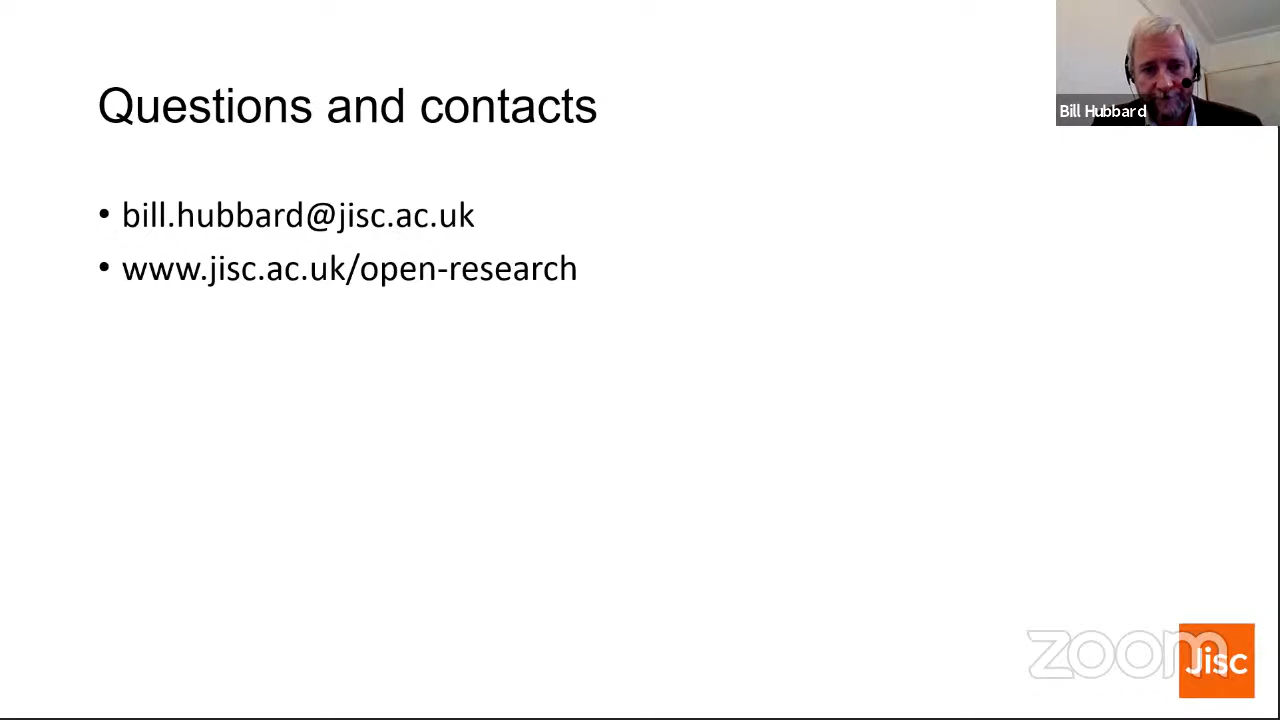 Questions and contacts
Bill Hubbard
• bill.hubbard@jisc.ac.uk
• www.jisc.ac.uk/open-research
zoom
Jisc